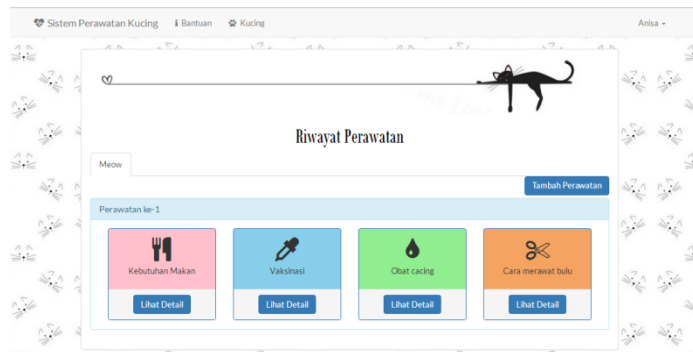 Sistem Perawatan Kucing Bantuan Kucing Anisa
Riwayat Perawatan
Meow
Tambah Perawatan
Perawatan ke-1
Kebutuhan Makan Vaksinasi Obat cacing Cara merawat bulu
Lihat Detail Lihat Detail Lihat Detail Lihat Detail